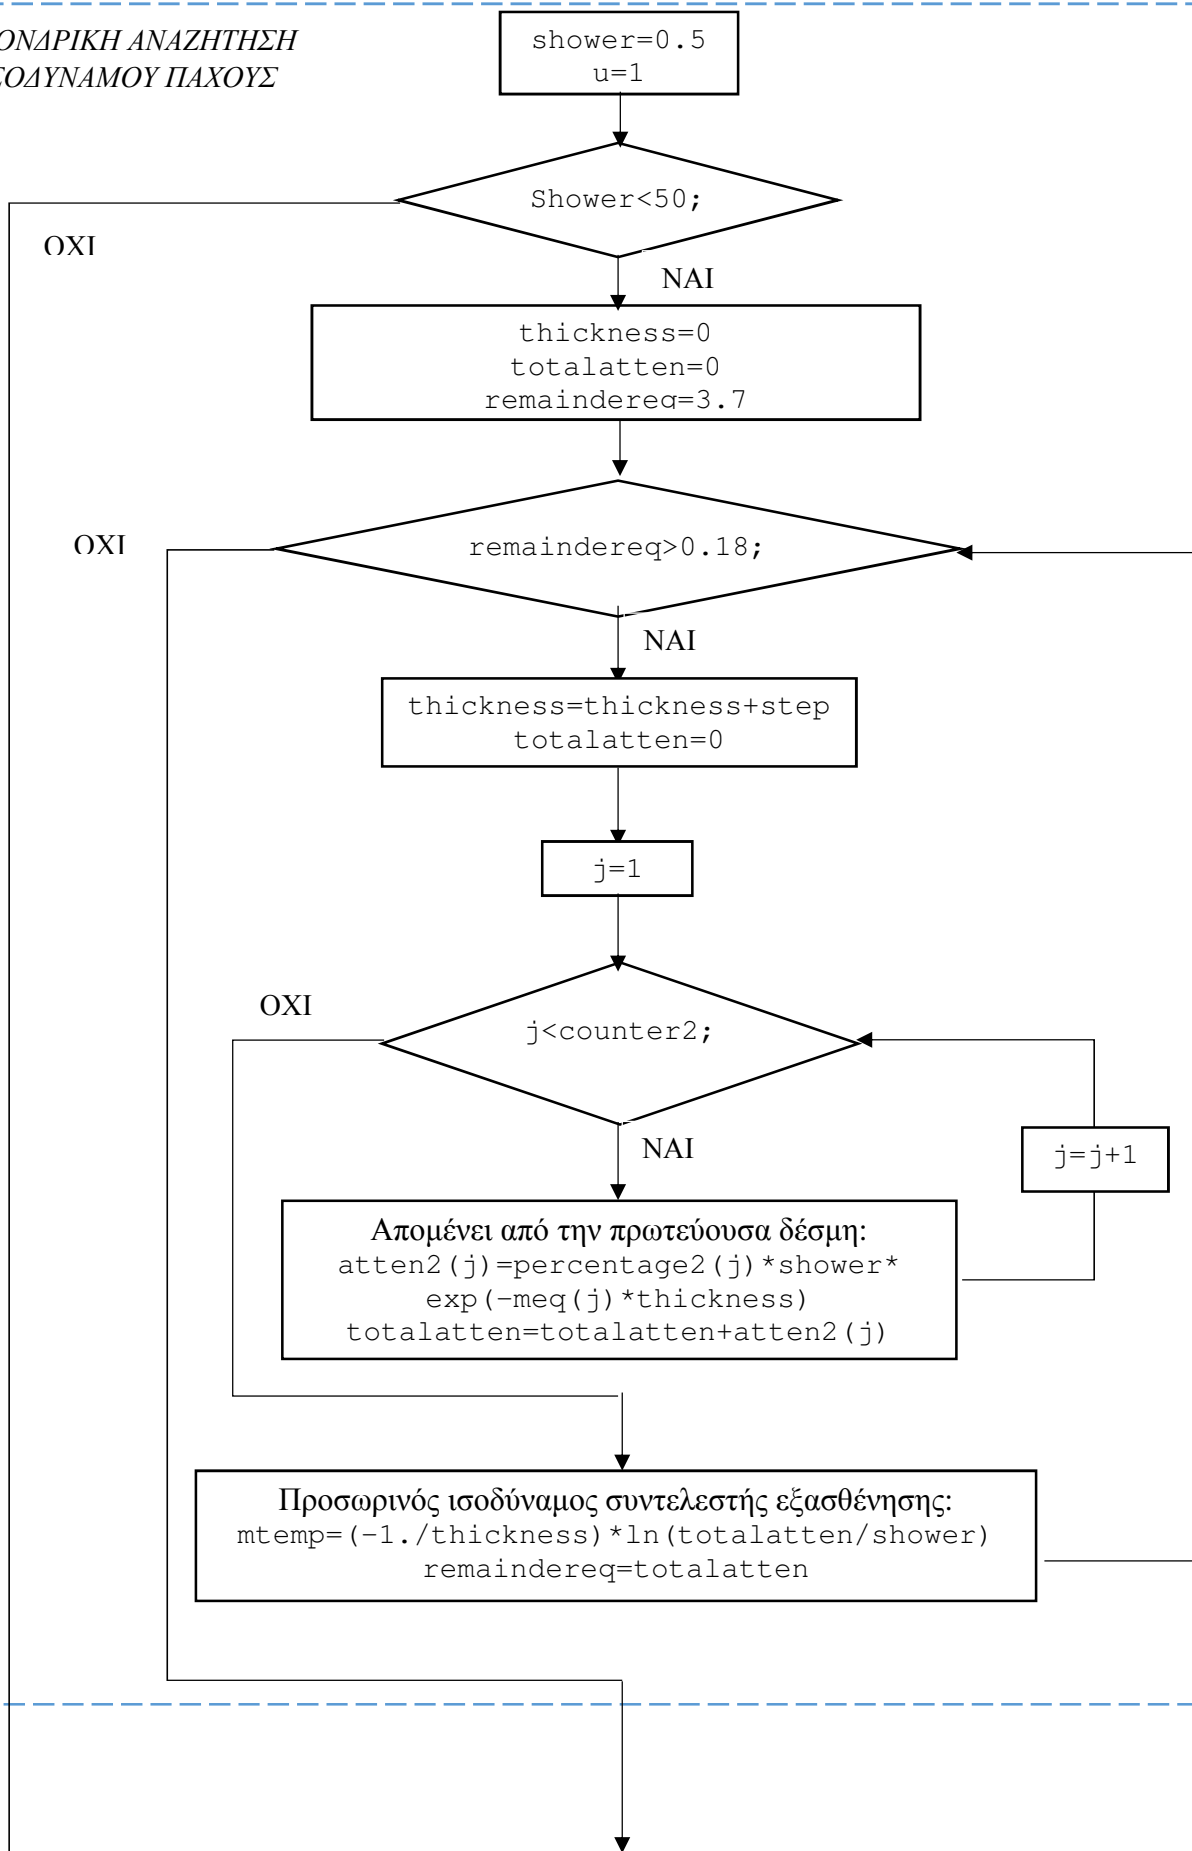 ΟΝΔΡΙΚΗ ΑΝΑΖΗΤΗΣΗ
ΣΟΔΥΝΑΜΟΥ ΠΑΧΟΥΣ
shower=0.5
u=1
Shower<50;
ΟΧΙ
ΝΑΙ
thickness=0
totalatten=0
remaindereq=3.7
ΟΧΙ
remaindereq>0.18;
ΝΑΙ
thickness=thickness+step
totalatten=0
j=1
ΟΧΙ
j<counter2;
ΝΑΙ
j=j+1
Απομένει από την πρωτεύουσα δέσμη:
atten2(j)=percentage2(j)*shower*
exp(-meq(j)*thickness)
totalatten=totalatten+atten2(j)
Προσωρινός ισοδύναμος συντελεστής εξασθένησης:
mtemp=(-1./thickness)*ln(totalatten/shower)
remaindereq=totalatten